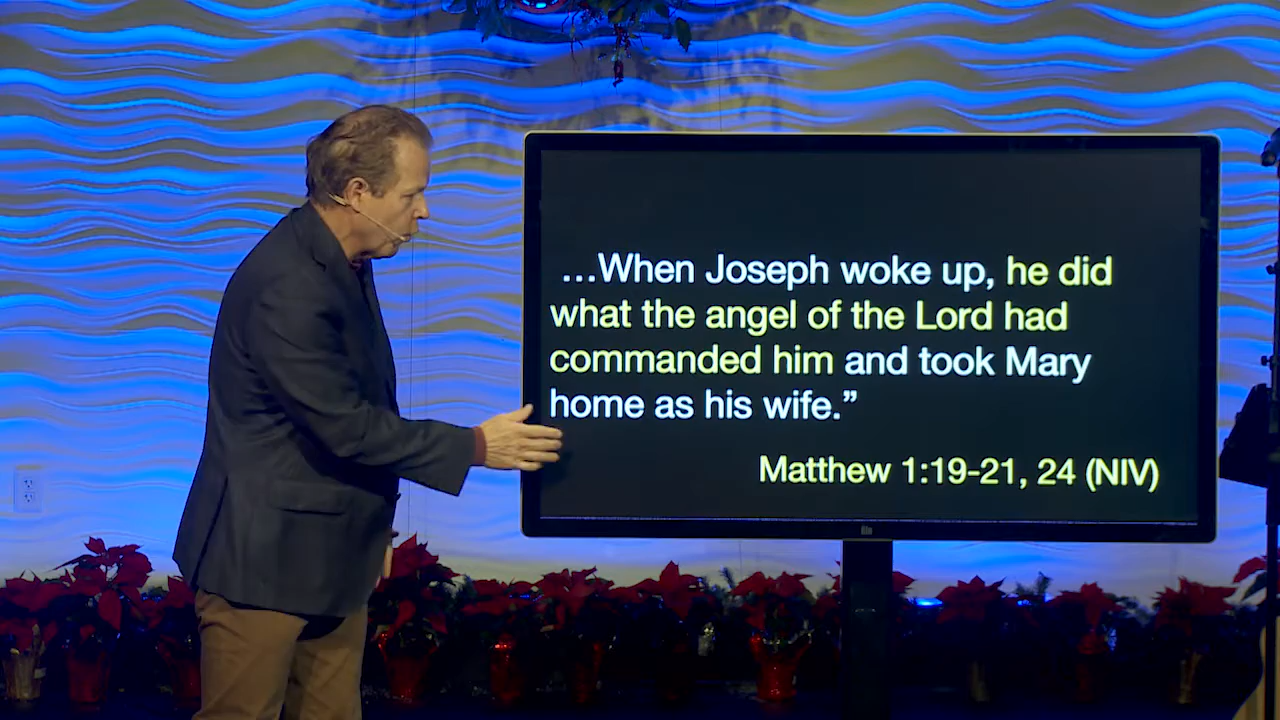 …When Joseph woke up, he did
what the angel of the Lord had
commanded him and took Mary
home as his wife.”
Matthew 1:19-21, 24 (NIV)